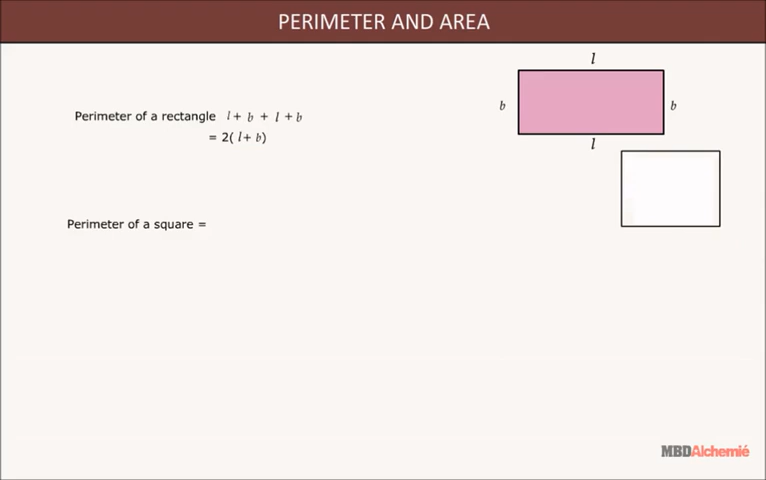 PERIMETER AND AREA
l
b
b
l
Perimeter of a rectangle l + b + l + b
= 2( l + b)
Perimeter of a square =
MBDAlchemié